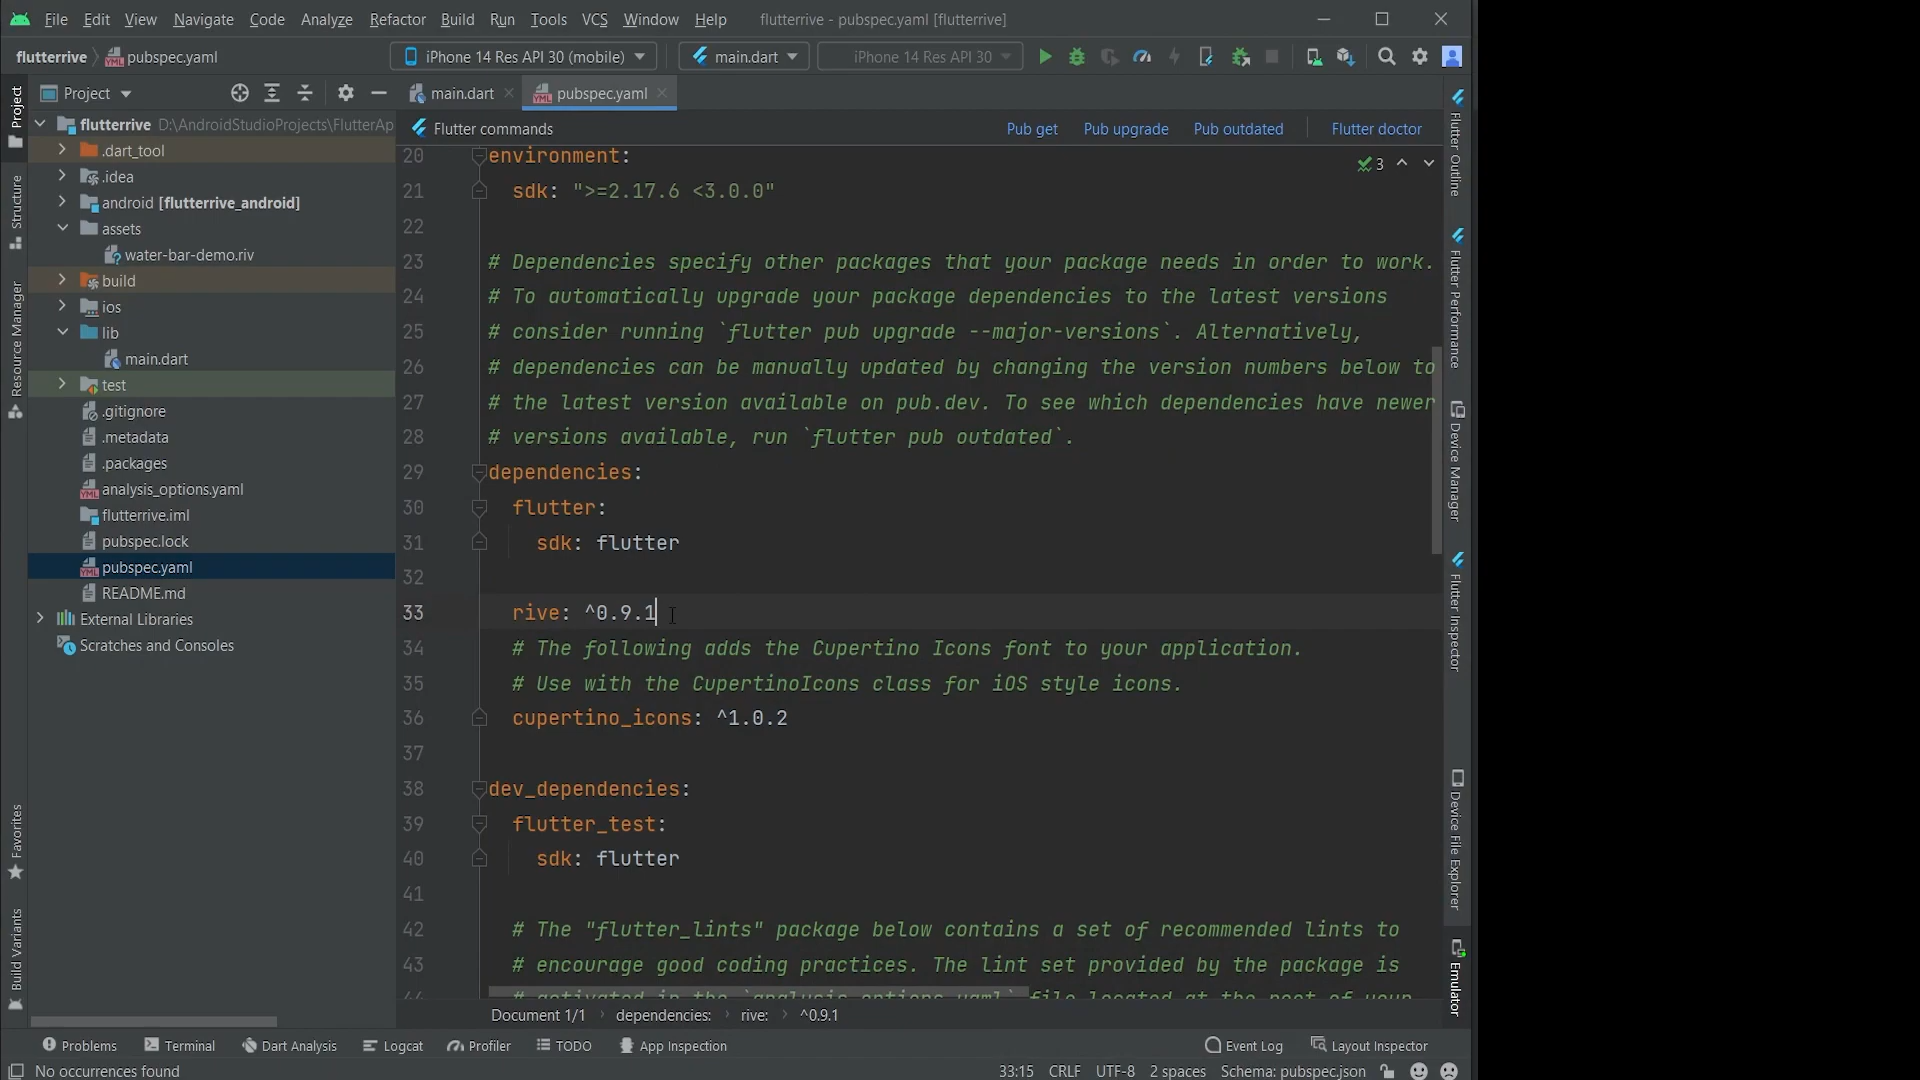 File Edit View Navigate Code Analyze Refactor Build Run Tools VCS Window Help flutterrive - pubspec.yaml [flutterrive]
flutterrive pubspec.yaml iPhone 14 Res API 30 (mobile) main.dart iPhone 14 Res API 30
Project main.dart pubspec.yaml
flutterrive D:\AndroidStudioProjects\FlutterAp
.dart_tool
.idea
android [flutterrive_android]
assets
water-bar-demo.riv
build
ios
lib
main.dart
test
.gitignore
.metadata
.packages
analysis_options.yaml
flutterrive.iml
pubspec.lock
pubspec.yaml
README.md
External Libraries
Scratches and Consoles
Project
Structure
Resource Manager
Favorites
Build Variants
Flutter commands Pub get Pub upgrade Pub outdated Flutter doctor
3
20 environment:
21 sdk: ">=2.17.6 <3.0.0"
22
23 # Dependencies specify other packages that your package needs in order to work.
24 # To automatically upgrade your package dependencies to the latest versions
25 # consider running `flutter pub upgrade --major-versions`. Alternatively,
26 # dependencies can be manually updated by changing the version numbers below to
27 # the latest version available on pub.dev. To see which dependencies have newer
28 # versions available, run `flutter pub outdated`.
29 dependencies:
30 flutter:
31 sdk: flutter
32
33 rive: ^0.9.1
34 # The following adds the Cupertino Icons font to your application.
35 # Use with the CupertinoIcons class for iOS style icons.
36 cupertino_icons: ^1.0.2
37
38 dev_dependencies:
39 flutter_test:
40 sdk: flutter
41
42 # The "flutter_lints" package below contains a set of recommended lints to
43 # encourage good coding practices. The lint set provided by the package is
44 # activated in the `analysis_options.yaml` file located at the root of your
Document 1/1 dependencies: rive: ^0.9.1
Flutter Outline
Flutter Performance
Device Manager
Flutter Inspector
Device File Explorer
Emulator
Problems Terminal Dart Analysis Logcat Profiler TODO App Inspection Event Log Layout Inspector
No occurrences found 33:15 CRLF UTF-8 2 spaces Schema: pubspec.json